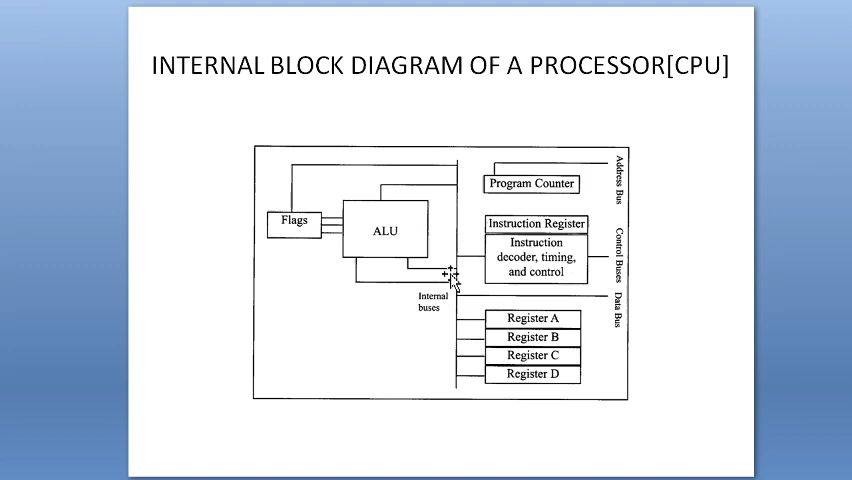 INTERNAL BLOCK DIAGRAM OF A PROCESSOR[CPU]
Program Counter
Address Bus
Flags
ALU
Instruction Register
Instruction
decoder, timing,
and control
Control Buses
Internal
buses
Data Bus
Register A
Register B
Register C
Register D